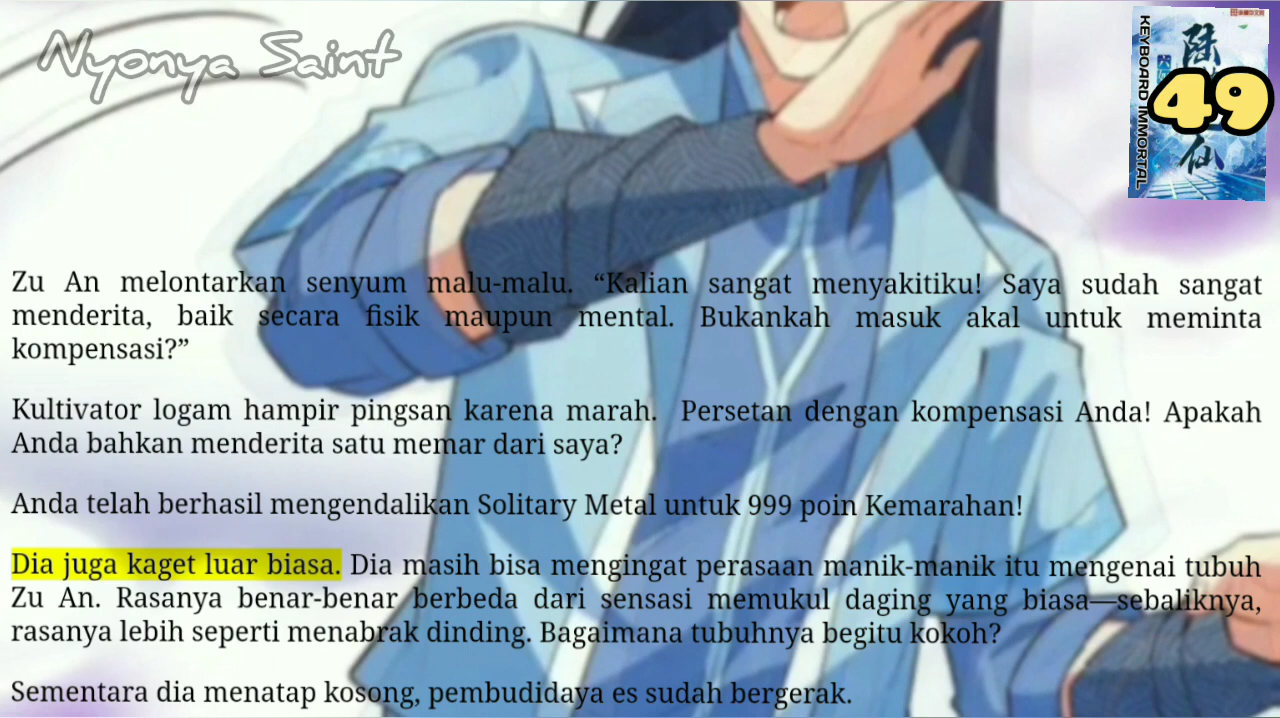 Nyonya Saint
KEYBOARD IMMORTAL
陆
仙
49
Zu An melontarkan senyum malu-malu. “Kalian sangat menyakitiku! Saya sudah sangat
menderita, baik secara fisik maupun mental. Bukankah masuk akal untuk meminta
kompensasi?”
Kultivator logam hampir pingsan karena marah. Persetan dengan kompensasi Anda! Apakah
Anda bahkan menderita satu memar dari saya?
Anda telah berhasil mengendalikan Solitary Metal untuk 999 poin Kemarahan!
Dia juga kaget luar biasa. Dia masih bisa mengingat perasaan manik-manik itu mengenai tubuh
Zu An. Rasanya benar-benar berbeda dari sensasi memukul daging yang biasa—sebaliknya,
rasanya lebih seperti menabrak dinding. Bagaimana tubuhnya begitu kokoh?
Sementara dia menatap kosong, pembudidaya es sudah bergerak.